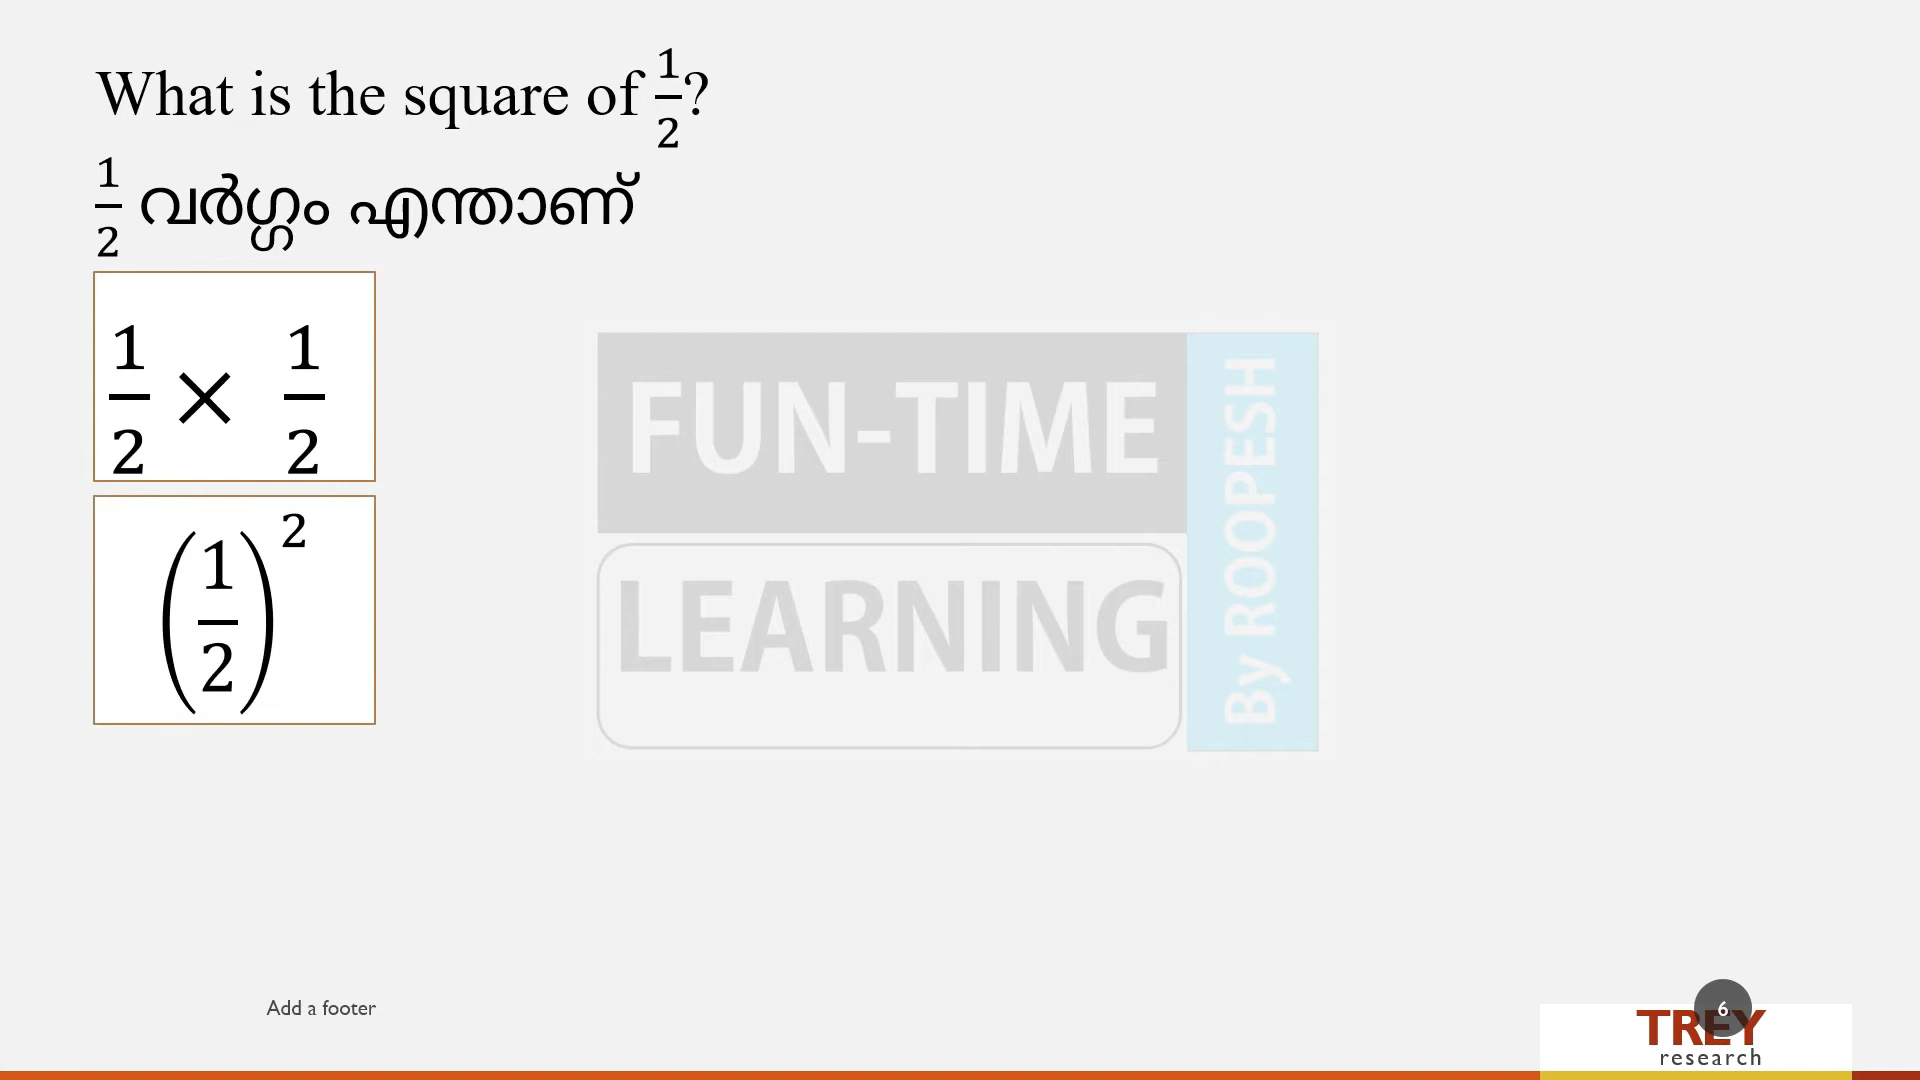 What is the square of 1/2?
1/2 വർഗ്ഗം എന്താണ്
1/2 × 1/2
(1/2)²
FUN-TIME
LEARNING
By ROOPESH
Add a footer
6
TREY
research